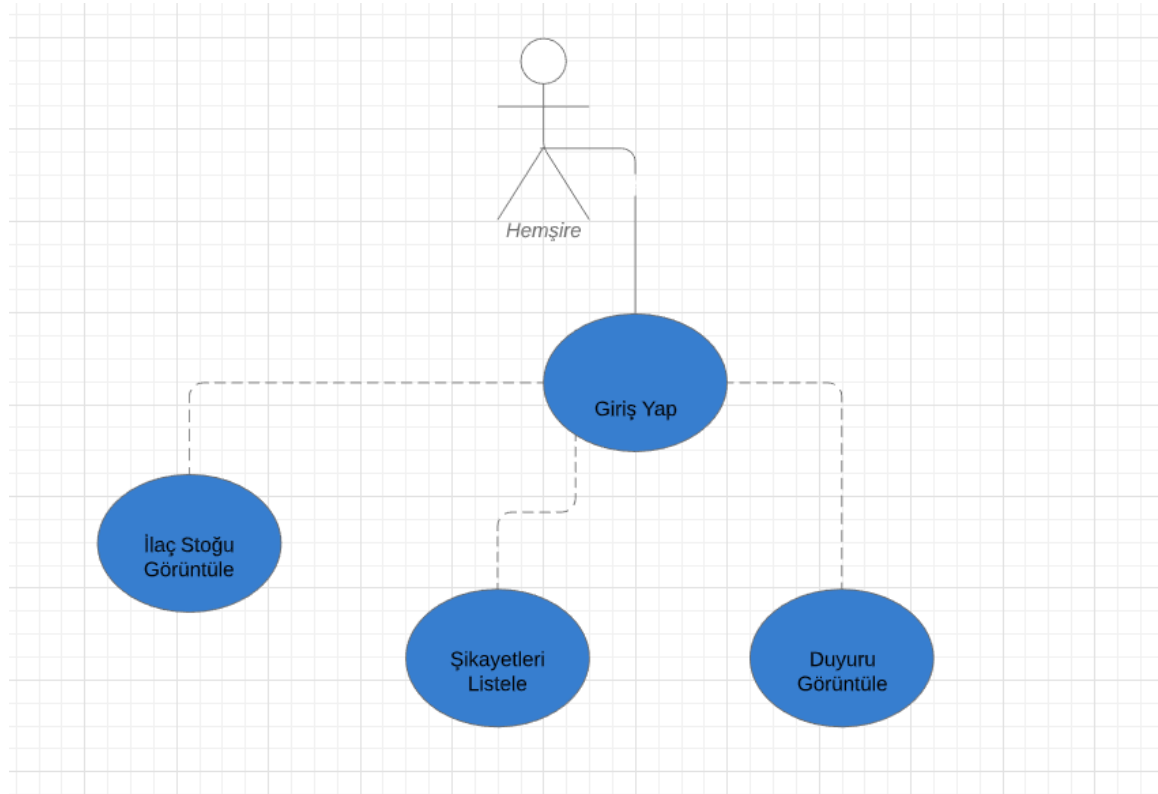 Hemşire
Giriş Yap
İlaç Stoğu
Görüntüle
Şikayetleri
Listele
Duyuru
Görüntüle